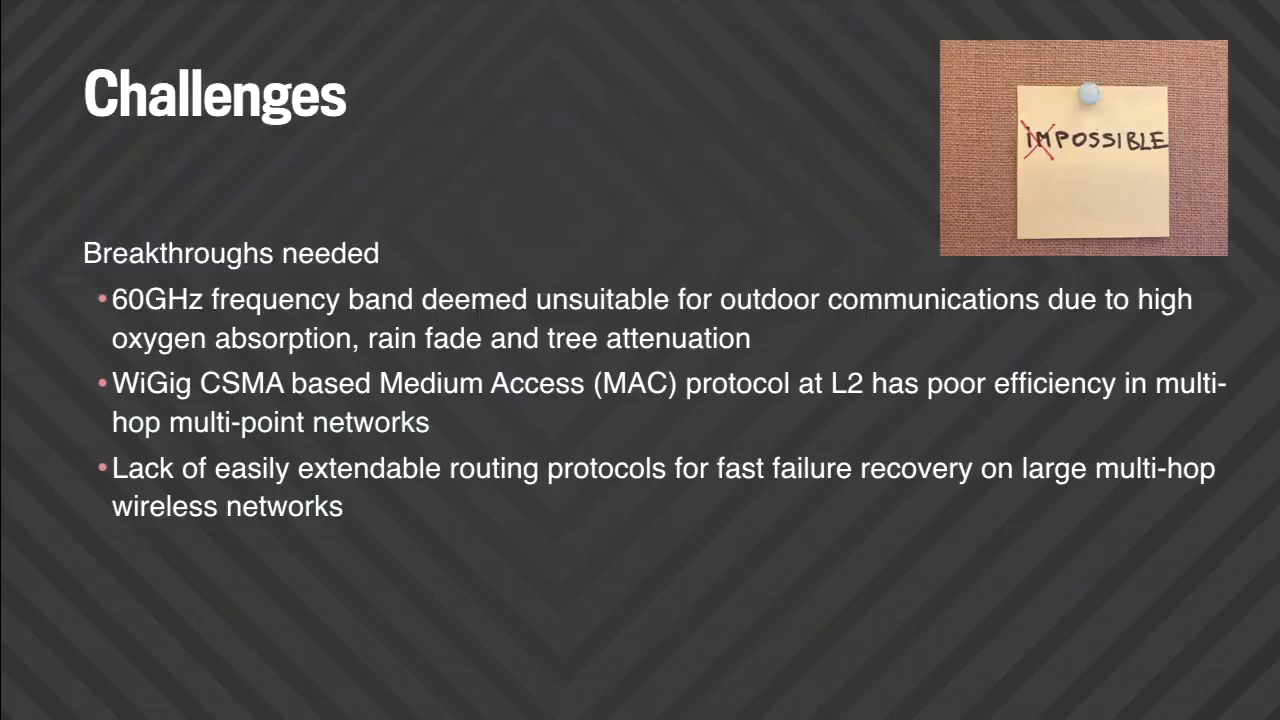 Challenges
IMPOSSIBLE
Breakthroughs needed
• 60GHz frequency band deemed unsuitable for outdoor communications due to high
oxygen absorption, rain fade and tree attenuation
• WiGig CSMA based Medium Access (MAC) protocol at L2 has poor efficiency in multi-
hop multi-point networks
• Lack of easily extendable routing protocols for fast failure recovery on large multi-hop
wireless networks